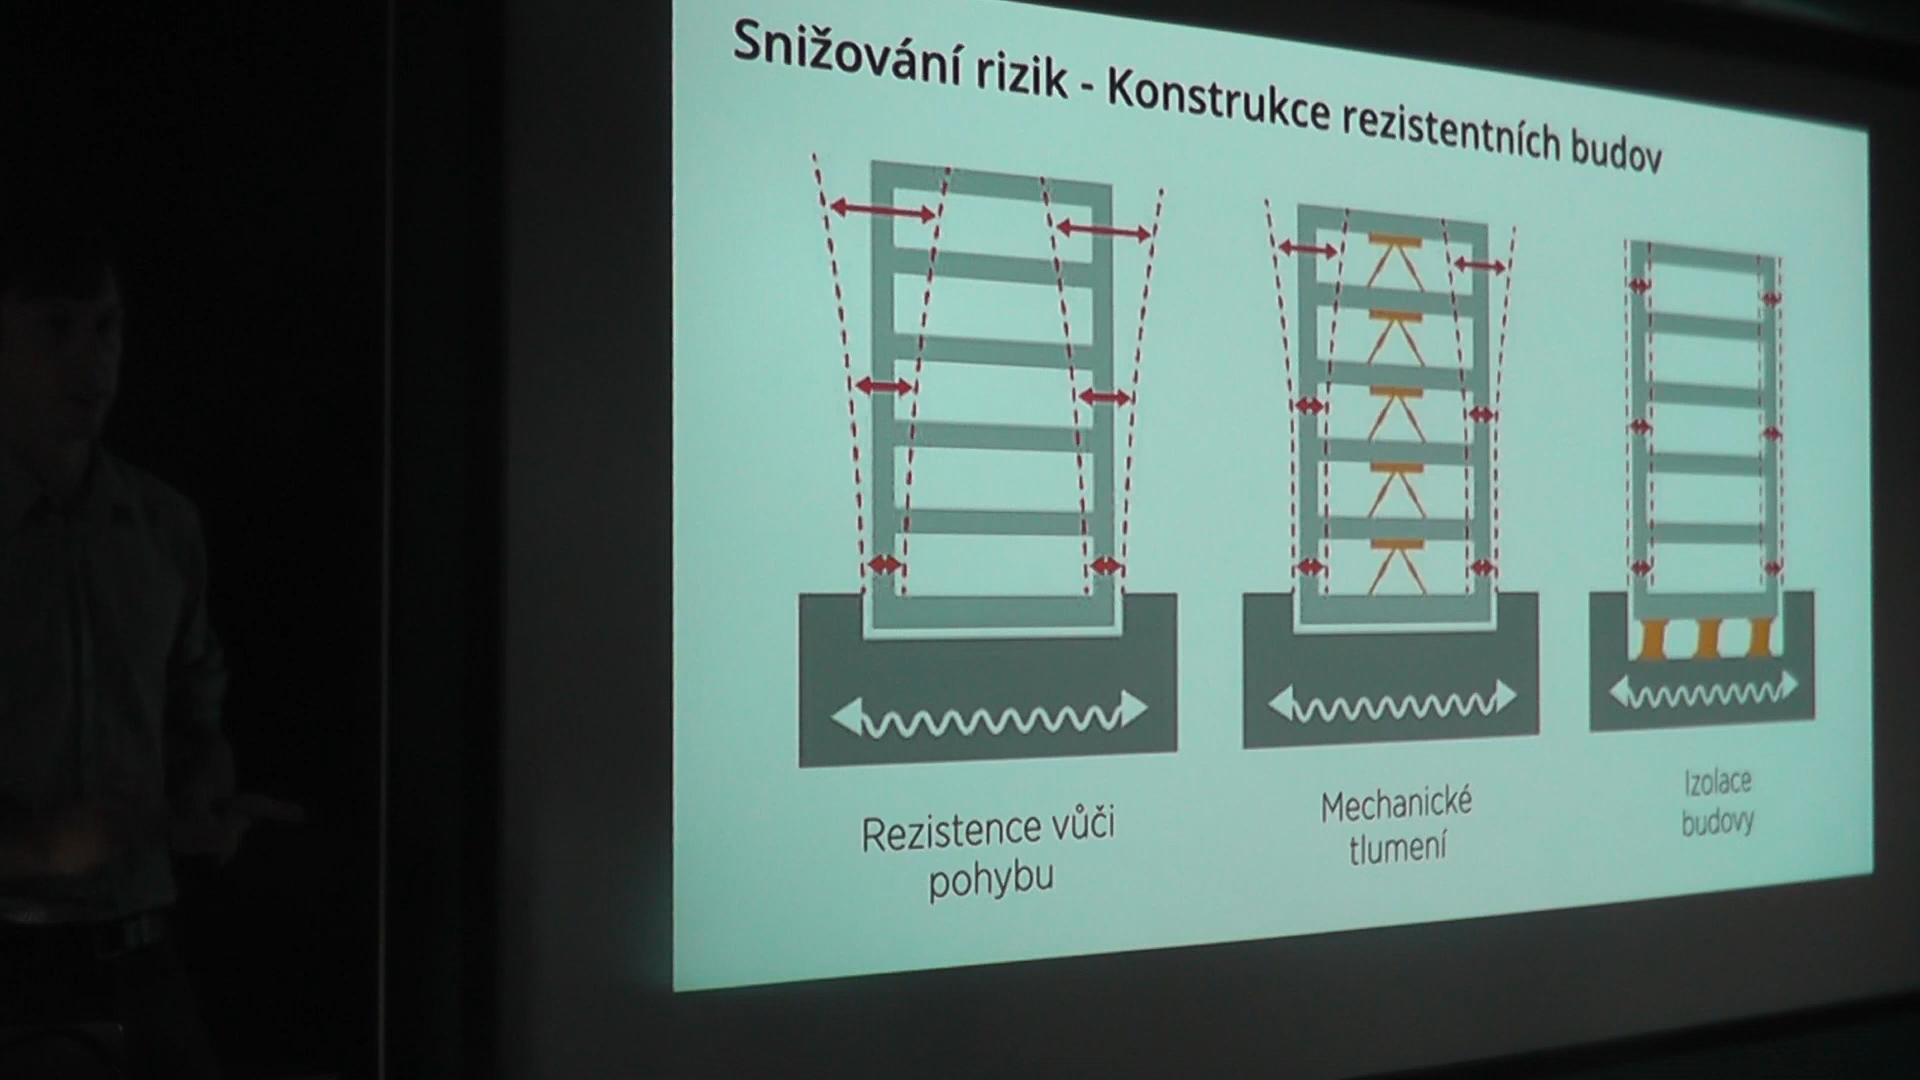 Snižování rizik - Konstrukce rezistentních budov
Rezistence vůči
pohybu
Mechanické
tlumení
Izolace
budovy